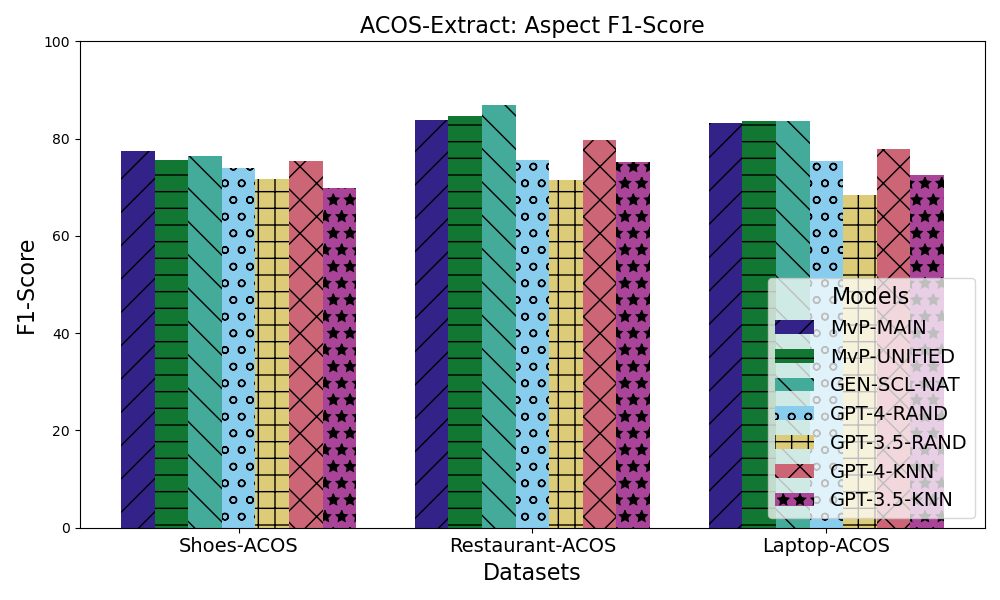 ACOS-Extract: Aspect F1-Score
F1-Score
100
80
60
40
20
0
Shoes-ACOS
Restaurant-ACOS
Laptop-ACOS
Datasets
Models
MvP-MAIN
MvP-UNIFIED
GEN-SCL-NAT
GPT-4-RAND
GPT-3.5-RAND
GPT-4-KNN
GPT-3.5-KNN